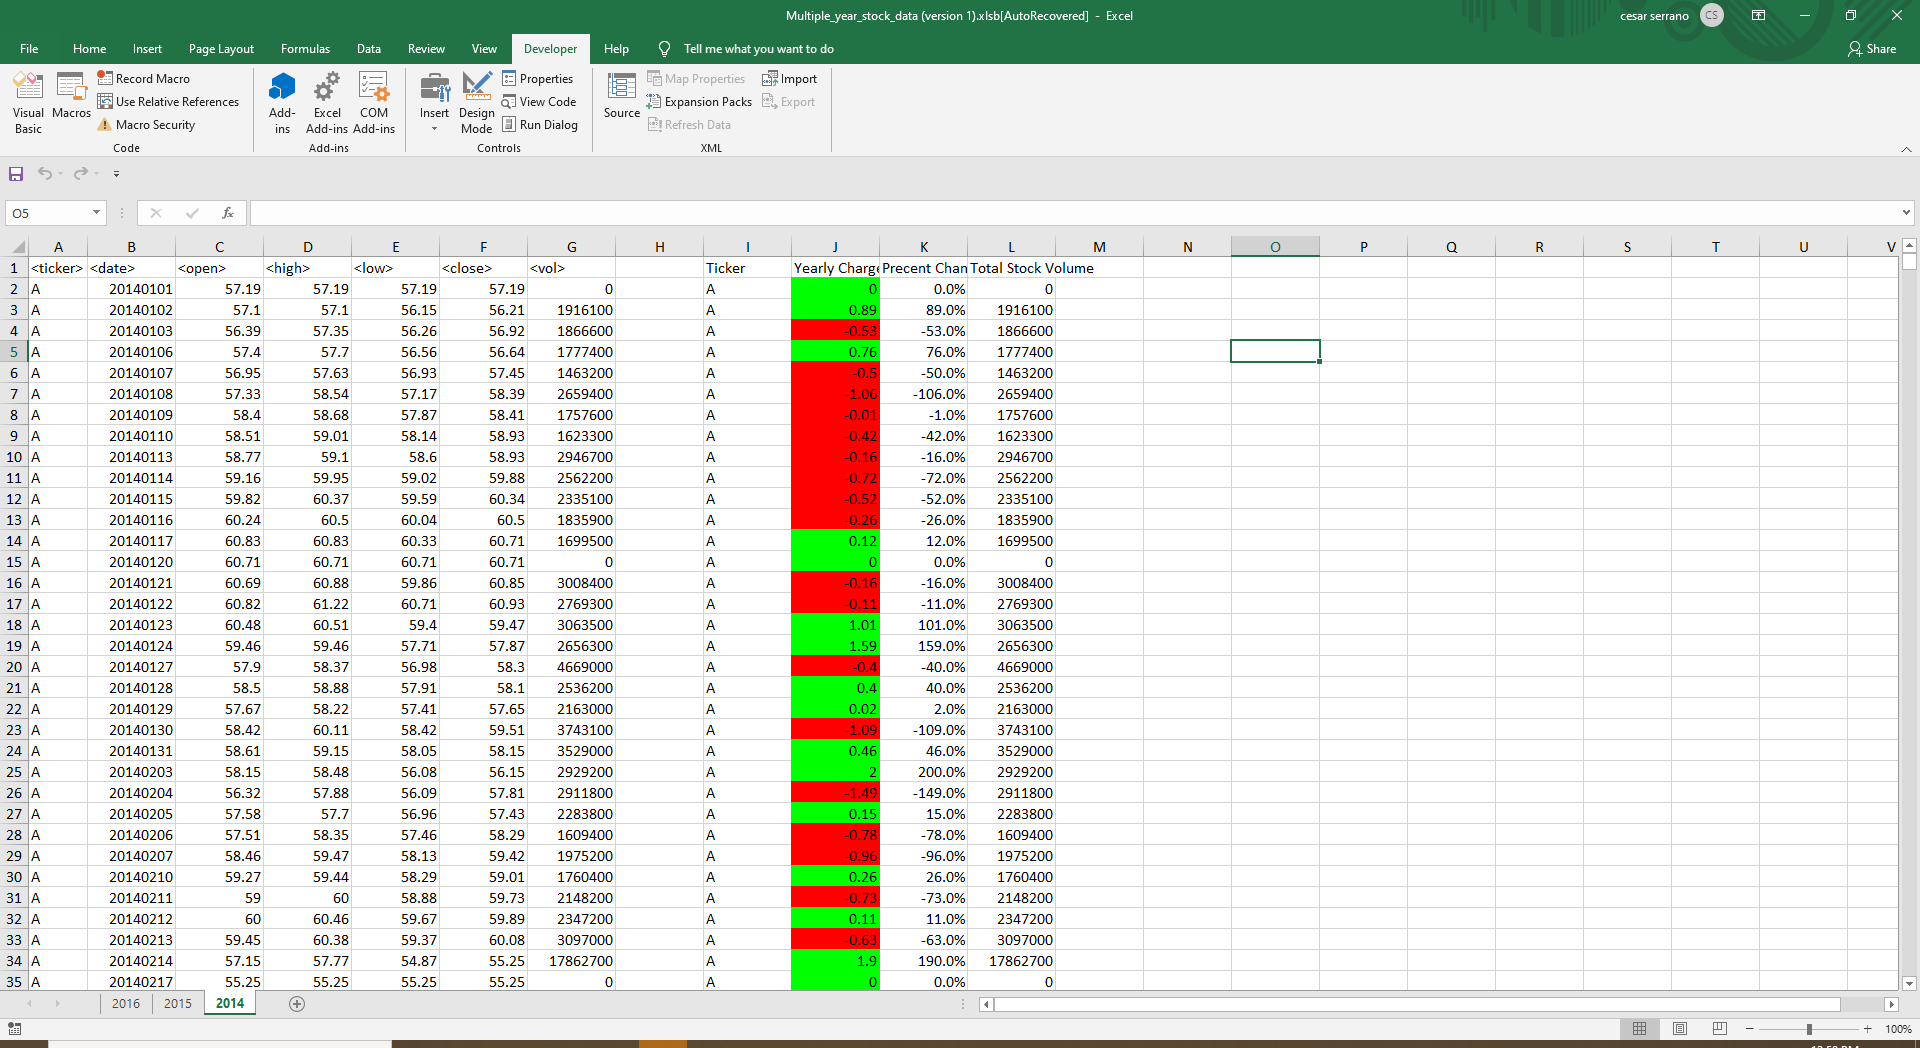 Multiple_year_stock_data (version 1).xlsb[AutoRecovered] - Excel
cesar serrano CS
File Home Insert Page Layout Formulas Data Review View Developer Help Tell me what you want to do Share
Visual Basic
Macros
Record Macro
Use Relative References
Macro Security
Code
Add-ins
Excel Add-ins
COM Add-ins
Add-ins
Insert
Design Mode
Properties
View Code
Run Dialog
Controls
Source
Map Properties
Expansion Packs
Refresh Data
Import
Export
XML
O5 fx
A B C D E F G H I J K L M N O P Q R S T U V
1 <ticker> <date> <open> <high> <low> <close> <vol> Ticker Yearly Charge Precent Chan Total Stock Volume
2 A 20140101 57.19 57.19 57.19 57.19 0 A 0 0.0% 0
3 A 20140102 57.1 57.1 56.15 56.21 1916100 A 0.89 89.0% 1916100
4 A 20140103 56.39 57.35 56.26 56.92 1866600 A -0.53 -53.0% 1866600
5 A 20140106 57.4 57.7 56.56 56.64 1777400 A 0.76 76.0% 1777400
6 A 20140107 56.95 57.63 56.93 57.45 1463200 A -0.5 -50.0% 1463200
7 A 20140108 57.33 58.54 57.17 58.39 2659400 A -1.06 -106.0% 2659400
8 A 20140109 58.4 58.68 57.87 58.41 1757600 A -0.01 -1.0% 1757600
9 A 20140110 58.51 59.01 58.14 58.93 1623300 A -0.42 -42.0% 1623300
10 A 20140113 58.77 59.1 58.6 58.93 2946700 A -0.16 -16.0% 2946700
11 A 20140114 59.16 59.95 59.02 59.88 2562200 A -0.72 -72.0% 2562200
12 A 20140115 59.82 60.37 59.59 60.34 2335100 A -0.52 -52.0% 2335100
13 A 20140116 60.24 60.5 60.04 60.5 1835900 A -0.26 -26.0% 1835900
14 A 20140117 60.83 60.83 60.33 60.71 1699500 A 0.12 12.0% 1699500
15 A 20140120 60.71 60.71 60.71 60.71 0 A 0 0.0% 0
16 A 20140121 60.69 60.88 59.86 60.85 3008400 A -0.16 -16.0% 3008400
17 A 20140122 60.82 61.22 60.71 60.93 2769300 A -0.11 -11.0% 2769300
18 A 20140123 60.48 60.51 59.4 59.47 3063500 A 1.01 101.0% 3063500
19 A 20140124 59.46 59.46 57.71 57.87 2656300 A 1.59 159.0% 2656300
20 A 20140127 57.9 58.37 56.98 58.3 4669000 A -0.4 -40.0% 4669000
21 A 20140128 58.5 58.88 57.91 58.1 2536200 A 0.4 40.0% 2536200
22 A 20140129 57.67 58.22 57.41 57.65 2163000 A 0.02 2.0% 2163000
23 A 20140130 58.42 60.11 58.42 59.51 3743100 A -1.09 -109.0% 3743100
24 A 20140131 58.61 59.15 58.05 58.15 3529000 A 0.46 46.0% 3529000
25 A 20140203 58.15 58.48 56.08 56.15 2929200 A 2 200.0% 2929200
26 A 20140204 56.32 57.88 56.09 57.81 2911800 A -1.49 -149.0% 2911800
27 A 20140205 57.58 57.7 56.96 57.43 2283800 A 0.15 15.0% 2283800
28 A 20140206 57.51 58.35 57.46 58.29 1609400 A -0.78 -78.0% 1609400
29 A 20140207 58.46 59.47 58.13 59.42 1975200 A -0.96 -96.0% 1975200
30 A 20140210 59.27 59.44 58.29 59.01 1760400 A 0.26 26.0% 1760400
31 A 20140211 59 60 58.88 59.73 2148200 A -0.73 -73.0% 2148200
32 A 20140212 60 60.46 59.67 59.89 2347200 A 0.11 11.0% 2347200
33 A 20140213 59.45 60.38 59.37 60.08 3097000 A -0.63 -63.0% 3097000
34 A 20140214 57.15 57.77 54.87 55.25 17862700 A 1.9 190.0% 17862700
35 A 20140217 55.25 55.25 55.25 55.25 0 A 0 0.0% 0
2016 2015 2014
100%